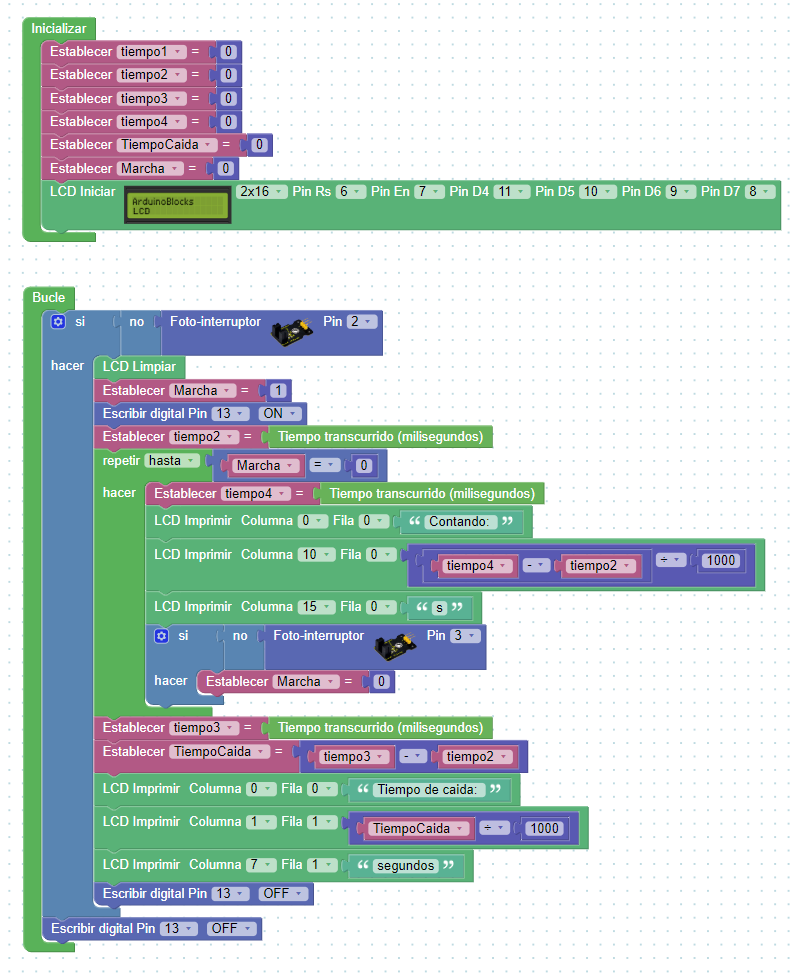 Inicializar
Establecer tiempo1 = 0
Establecer tiempo2 = 0
Establecer tiempo3 = 0
Establecer tiempo4 = 0
Establecer TiempoCaida = 0
Establecer Marcha = 0
LCD Iniciar ArduinoBlocks LCD 2x16 Pin Rs 6 Pin En 7 Pin D4 11 Pin D5 10 Pin D6 9 Pin D7 8
Bucle
si no Foto-interruptor Pin 2
hacer LCD Limpiar
Establecer Marcha = 1
Escribir digital Pin 13 ON
Establecer tiempo2 = Tiempo transcurrido (milisegundos)
repetir hasta Marcha = 0
hacer Establecer tiempo4 = Tiempo transcurrido (milisegundos)
LCD Imprimir Columna 0 Fila 0 “ Contando: ”
LCD Imprimir Columna 10 Fila 0 tiempo4 - tiempo2 ÷ 1000
LCD Imprimir Columna 15 Fila 0 “ s ”
si no Foto-interruptor Pin 3
hacer Establecer Marcha = 0
Establecer tiempo3 = Tiempo transcurrido (milisegundos)
Establecer TiempoCaida = tiempo3 - tiempo2
LCD Imprimir Columna 0 Fila 0 “ Tiempo de caida: ”
LCD Imprimir Columna 1 Fila 1 TiempoCaida ÷ 1000
LCD Imprimir Columna 7 Fila 1 “ segundos ”
Escribir digital Pin 13 OFF
Escribir digital Pin 13 OFF